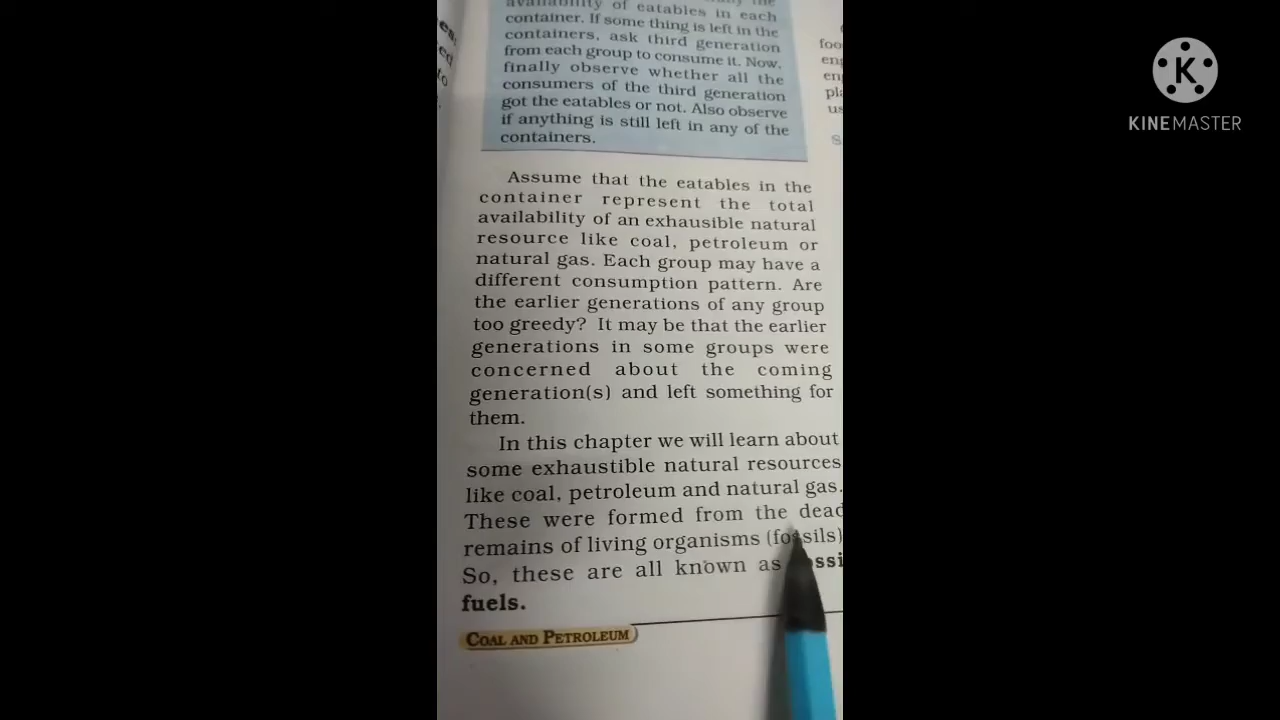 availability of eatables in each
container. If some thing is left in the
containers, ask third generation
from each group to consume it. Now,
finally observe whether all the
consumers of the third generation
got the eatables or not. Also observe
if anything is still left in any of the
containers.
Assume that the eatables in the
container represent the total
availability of an exhausible natural
resource like coal, petroleum or
natural gas. Each group may have a
different consumption pattern. Are
the earlier generations of any group
too greedy? It may be that the earlier
generations in some groups were
concerned about the coming
generation(s) and left something for
them.
In this chapter we will learn about
some exhaustible natural resources
like coal, petroleum and natural gas.
These were formed from the dead
remains of living organisms (fossils)
So, these are all known as
fuels.
COAL AND PETROLEUM
K
KINEMASTER